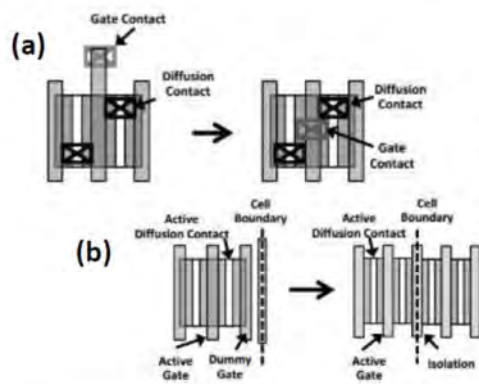 (a)
Gate Contact
Diffusion
Contact
Diffusion
Contact
Gate
Contact
(b)
Active
Diffusion Contact
Cell
Boundary
Active
Gate
Dummy
Gate
Active
Diffusion Contact
Cell
Boundary
Active
Gate
Isolation